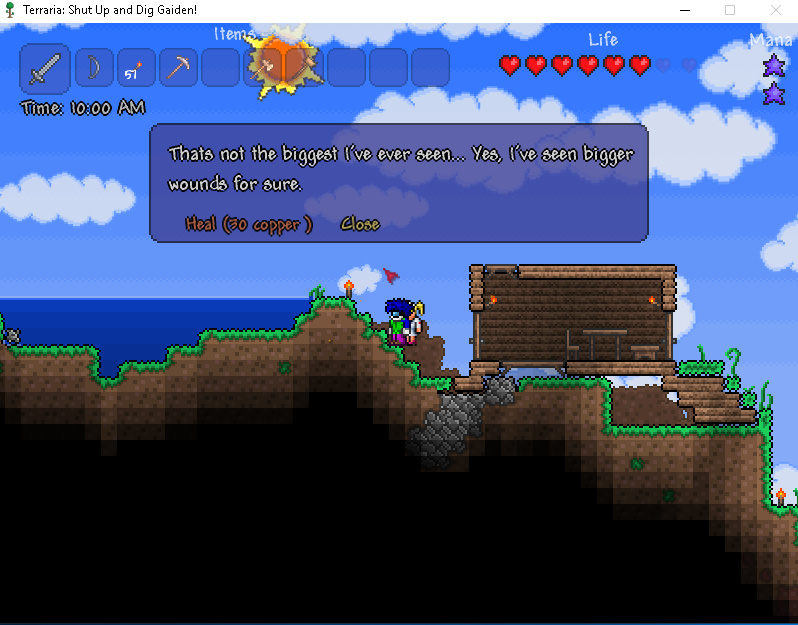 Terraria: Shut Up and Dig Gaiden!
Items
Life
Mana
51
Time: 10:00 AM
Thats not the biggest I've ever seen... Yes, I've seen bigger
wounds for sure.
Heal (30 copper )
Close